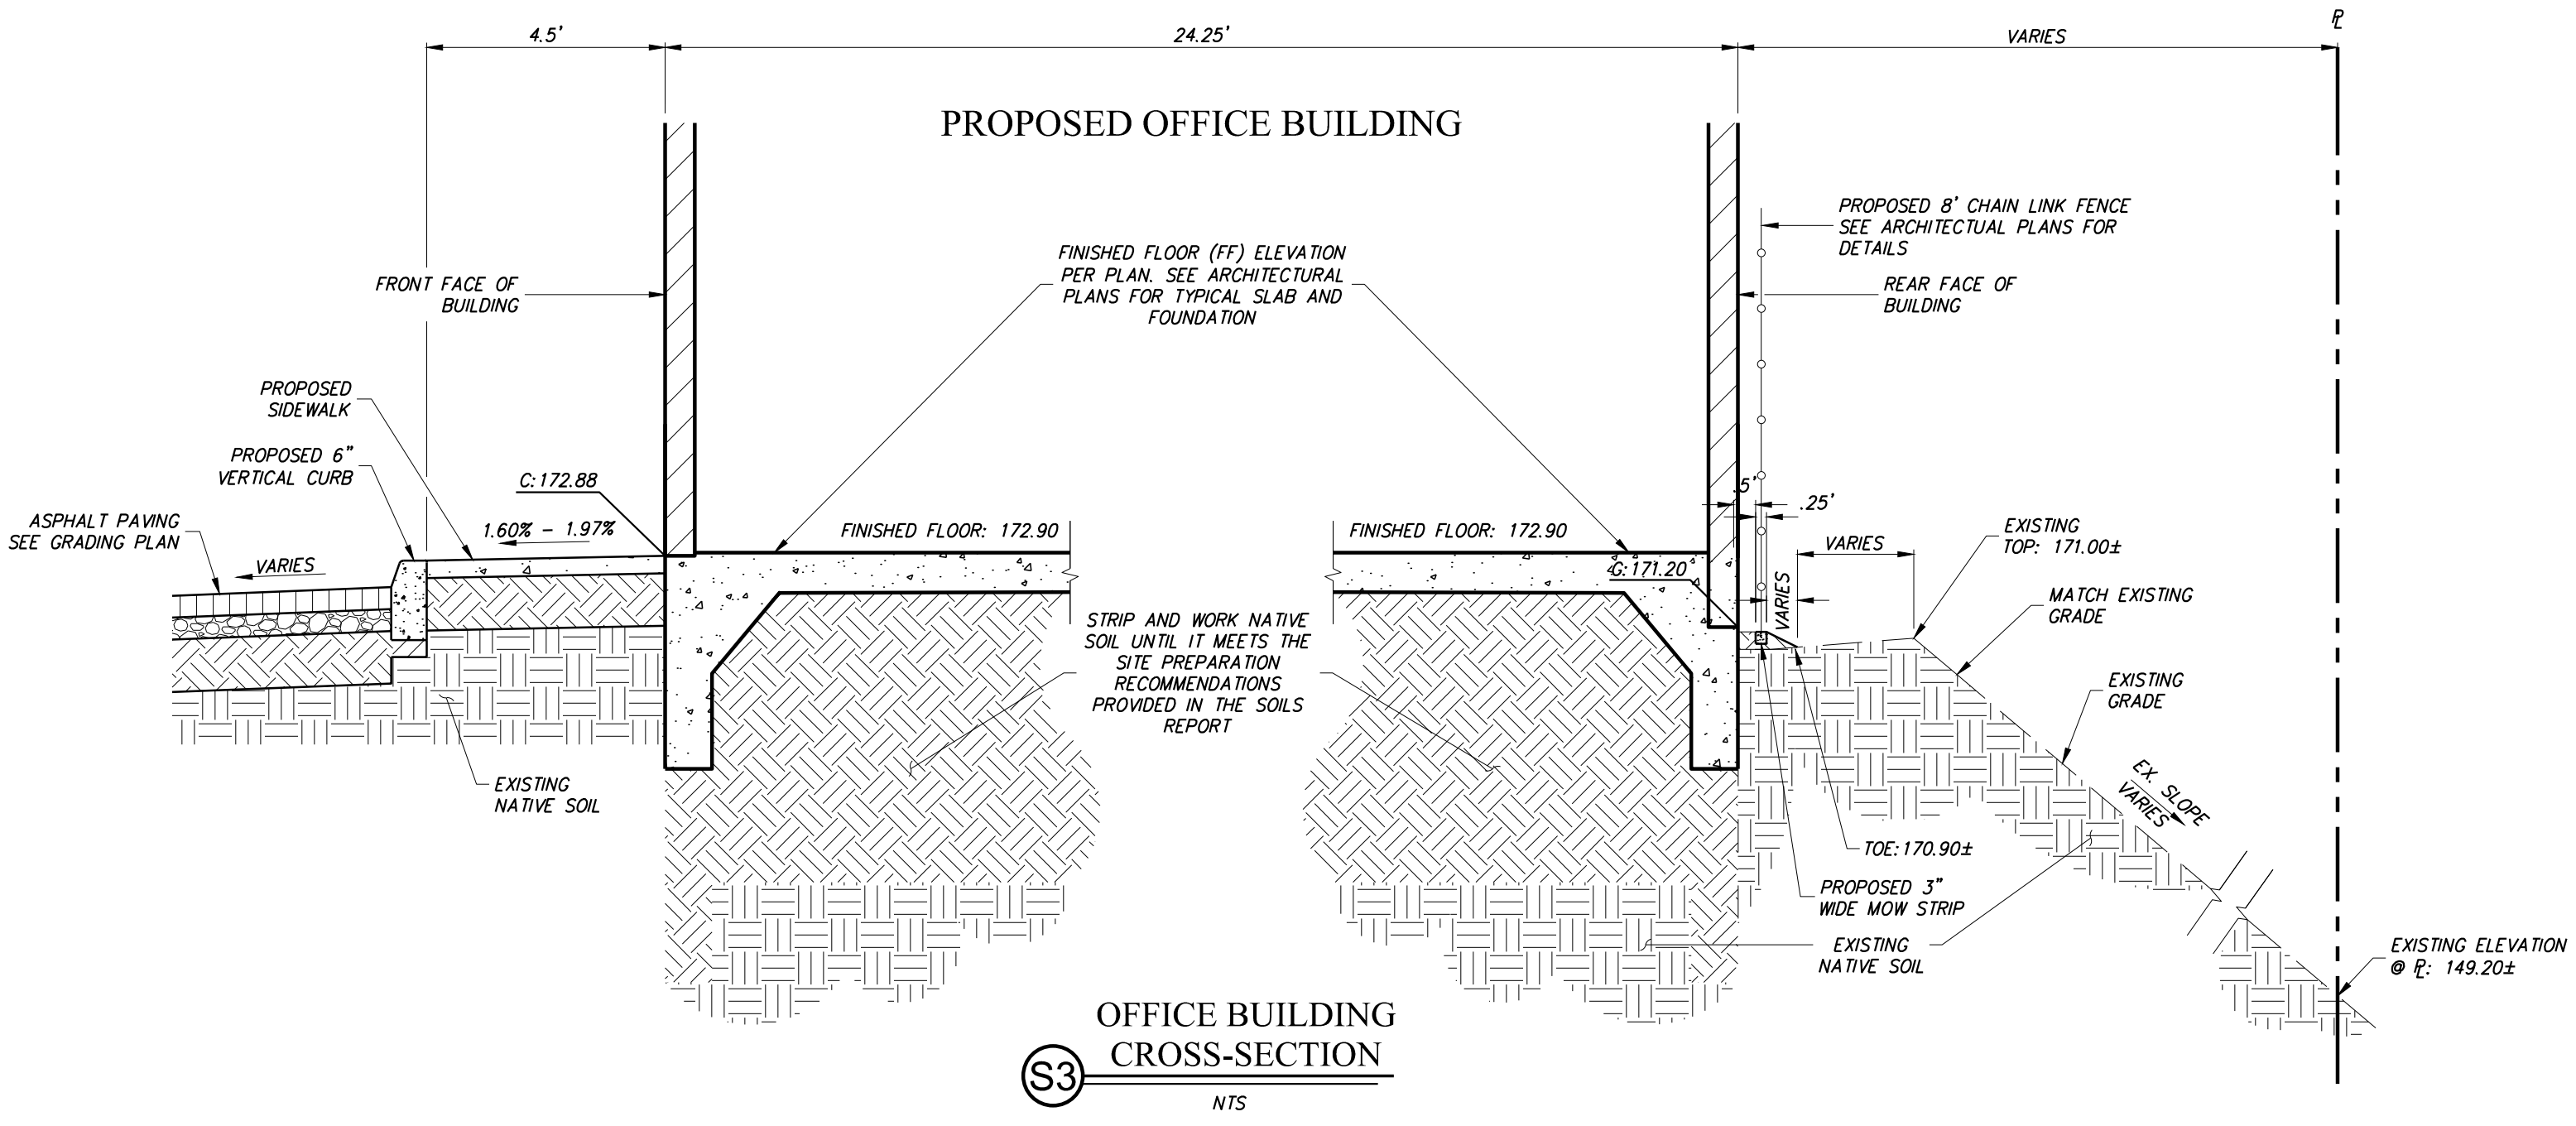 4.5'
24.25'
VARIES
℄
PROPOSED OFFICE BUILDING
PROPOSED 8' CHAIN LINK FENCE
SEE ARCHITECTUAL PLANS FOR
DETAILS
FINISHED FLOOR (FF) ELEVATION
PER PLAN. SEE ARCHITECTURAL
PLANS FOR TYPICAL SLAB AND
FOUNDATION
FRONT FACE OF
BUILDING
REAR FACE OF
BUILDING
PROPOSED
SIDEWALK
PROPOSED 6"
VERTICAL CURB
C:172.88
ASPHALT PAVING
SEE GRADING PLAN
1.60% - 1.97%
VARIES
FINISHED FLOOR: 172.90
FINISHED FLOOR: 172.90
.5'
.25'
G:171.20
VARIES
VARIES
EXISTING
TOP: 171.00±
MATCH EXISTING
GRADE
EXISTING
GRADE
STRIP AND WORK NATIVE
SOIL UNTIL IT MEETS THE
SITE PREPARATION
RECOMMENDATIONS
PROVIDED IN THE SOILS
REPORT
EXISTING
NATIVE SOIL
EX. SLOPE
VARIES
TOE:170.90±
PROPOSED 3"
WIDE MOW STRIP
EXISTING
NATIVE SOIL
EXISTING ELEVATION
@ PL: 149.20±
OFFICE BUILDING
CROSS-SECTION
S3
NTS